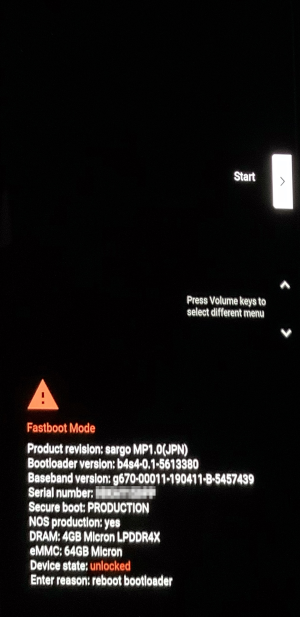 Start
Press Volume keys to
select different menu
Fastboot Mode
Product revision: sargo MP1.0(JPN)
Bootloader version: b4s4-0.1-5613380
Baseband version: g670-00011-190411-B-5457439
Serial number:
Secure boot: PRODUCTION
NOS production: yes
DRAM: 4GB Micron LPDDR4X
eMMC: 64GB Micron
Device state: unlocked
Enter reason: reboot bootloader